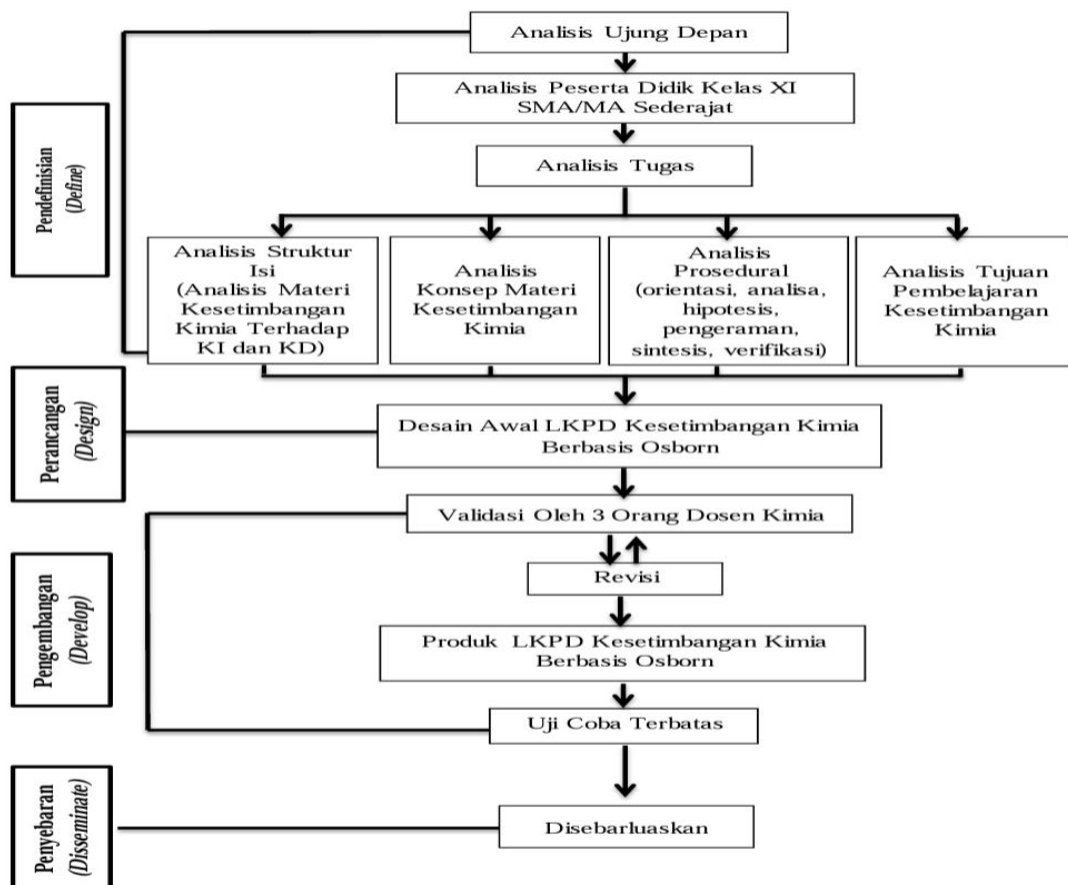 Analisis Ujung Depan
Analisis Peserta Didik Kelas XI
SMA/MA Sederajat
Analisis Tugas
Pendefinisian
(Define)
Analisis Struktur
Isi
(Analisis Materi
Kesetimbangan
Kimia Terhadap
KI dan KD)
Analisis
Konsep Materi
Kesetimbangan
Kimia
Analisis
Prosedural
(orientasi, analisa,
hipotesis,
pengeraman,
sintesis, verifikasi)
Analisis Tujuan
Pembelajaran
Kesetimbangan
Kimia
Perancangan
(Design)
Desain Awal LKPD Kesetimbangan Kimia
Berbasis Osborn
Validasi Oleh 3 Orang Dosen Kimia
Revisi
Pengembangan
(Develop)
Produk LKPD Kesetimbangan Kimia
Berbasis Osborn
Uji Coba Terbatas
Penyebaran
(Disseminate)
Disebarluaskan